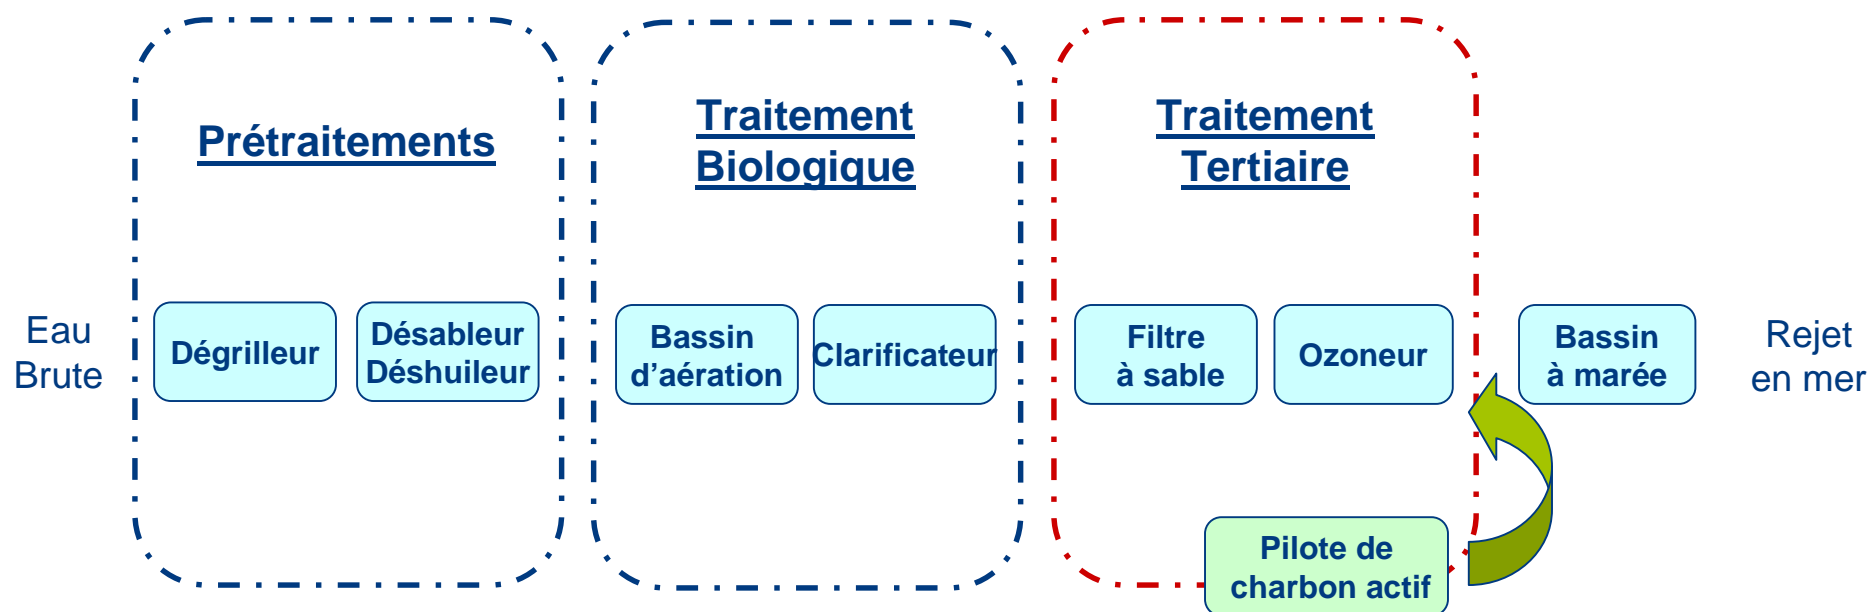 Prétraitements
Traitement
Biologique
Traitement
Tertiaire
Eau
Brute
Dégrilleur
Désableur
Déshuileur
Bassin
d’aération
Clarificateur
Filtre
à sable
Ozoneur
Bassin
à marée
Rejet
en mer
Pilote de
charbon actif